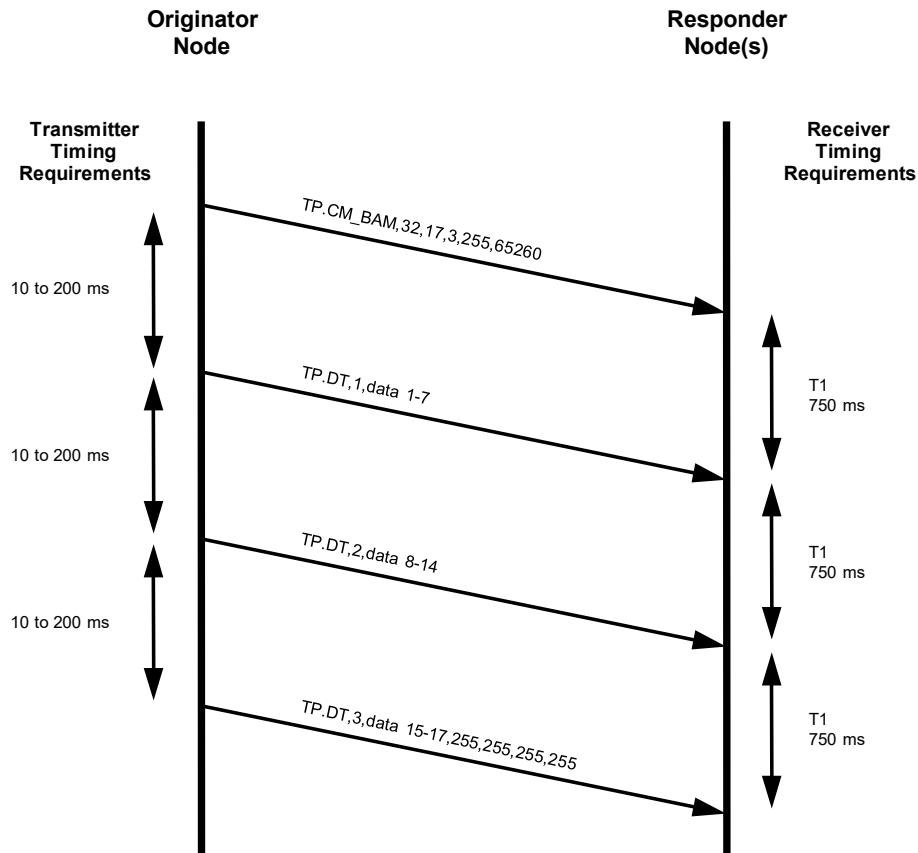 Originator
Node
Responder
Node(s)
Transmitter
Timing
Requirements
Receiver
Timing
Requirements
TP.CM_BAM,32,17,3,255,65260
10 to 200 ms
TP.DT,1,data 1-7
T1
750 ms
10 to 200 ms
TP.DT,2,data 8-14
T1
750 ms
10 to 200 ms
TP.DT,3,data 15-17,255,255,255,255
T1
750 ms